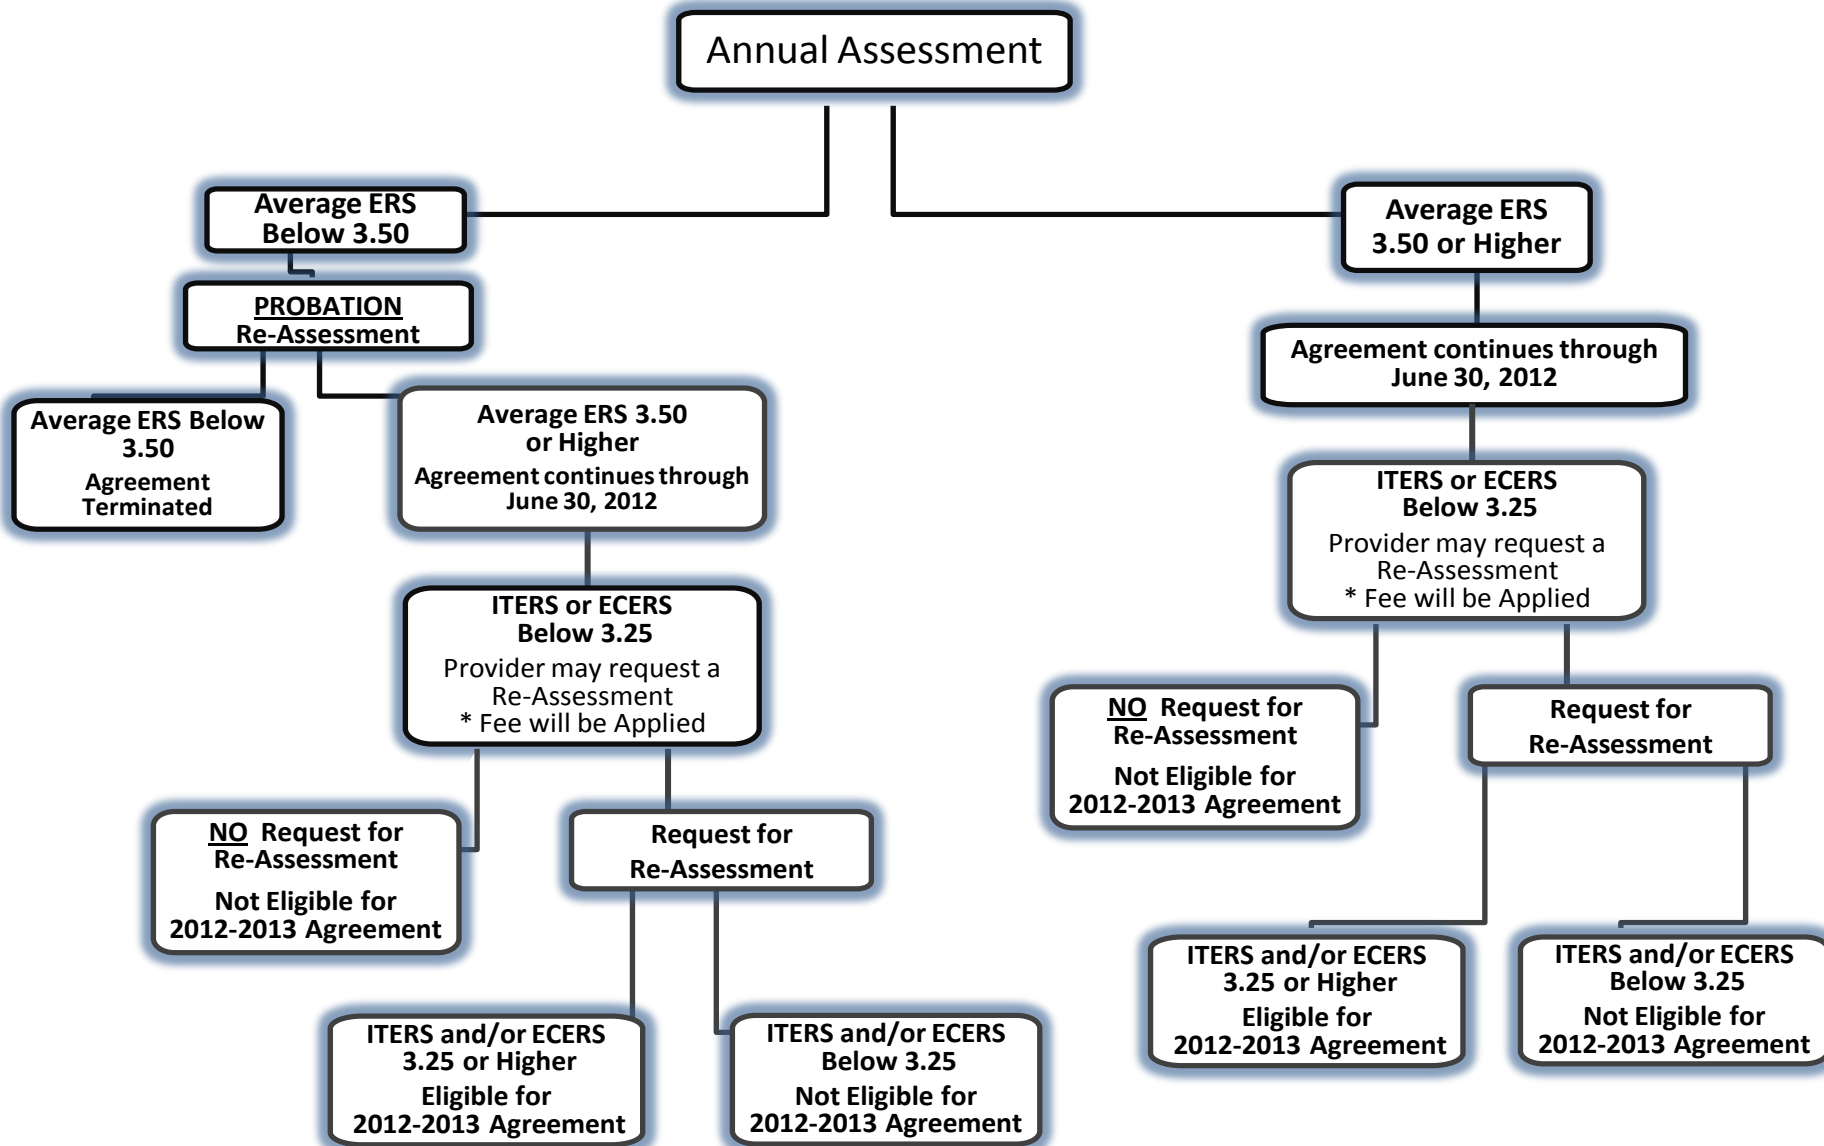 Annual Assessment
Average ERS
Below 3.50
Average ERS
3.50 or Higher
PROBATION
Re-Assessment
Agreement continues through
June 30, 2012
Average ERS Below
3.50
Agreement
Terminated
Average ERS 3.50
or Higher
Agreement continues through
June 30, 2012
ITERS or ECERS
Below 3.25
Provider may request a
Re-Assessment
* Fee will be Applied
ITERS or ECERS
Below 3.25
Provider may request a
Re-Assessment
* Fee will be Applied
NO Request for
Re-Assessment
Not Eligible for
2012-2013 Agreement
Request for
Re-Assessment
NO Request for
Re-Assessment
Not Eligible for
2012-2013 Agreement
Request for
Re-Assessment
ITERS and/or ECERS
3.25 or Higher
Eligible for
2012-2013 Agreement
ITERS and/or ECERS
Below 3.25
Not Eligible for
2012-2013 Agreement
ITERS and/or ECERS
3.25 or Higher
Eligible for
2012-2013 Agreement
ITERS and/or ECERS
Below 3.25
Not Eligible for
2012-2013 Agreement